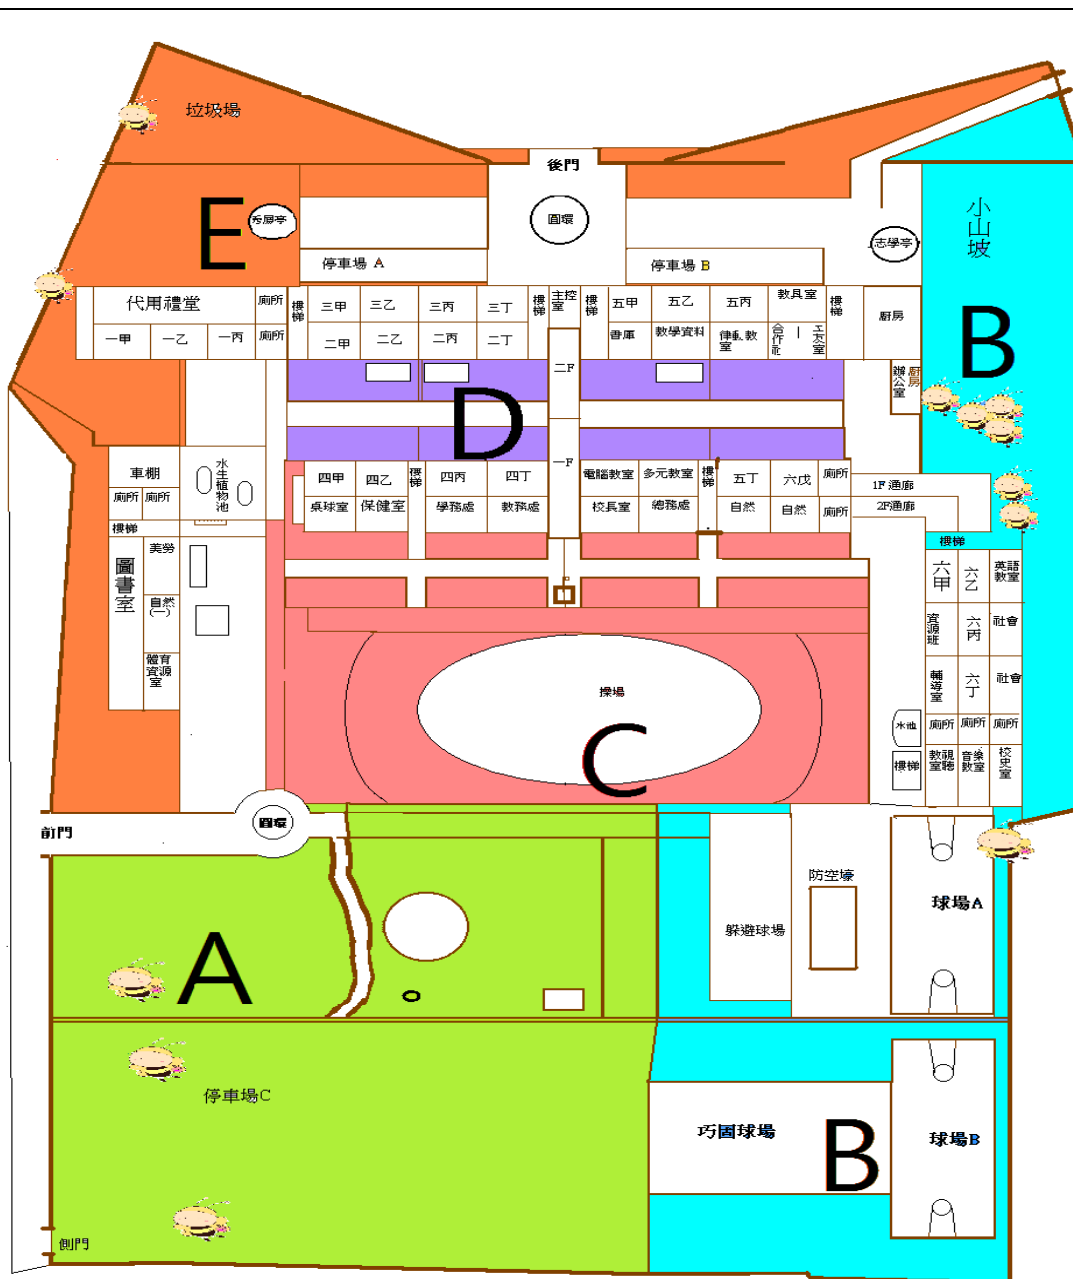 垃圾場
後門
小山坡
E
秀鳳亭
圓環
志學亭
停車場 A
停車場 B
B
代用禮堂
廁所
樓梯
三甲
三乙
三丙
三丁
樓梯
主控室
樓梯
五甲
五乙
五丙
教具室
樓梯
廚房
一甲
一乙
一丙
廁所
二甲
二乙
二丙
二丁
書庫
教學資料
律動教室
合作社
工友室
二F
廚房
辦公室
D
車棚
水生植物池
一F
四甲
四乙
樓梯
四丙
四丁
電腦教室
多元教室
樓梯
五丁
六戊
廁所
1F通廊
廁所
廁所
桌球室
保健室
學務處
教務處
校長室
總務處
自然
自然
廁所
2F通廊
樓梯
樓梯
圖書室
美勞
六甲
六乙
英語教室
自然(一)
資源班
六丙
社會
體育資源室
輔導室
六丁
社會
操場
水池
廁所
廁所
廁所
C
樓梯
視聽教室
音樂教室
校史室
前門
圓環
防空壕
球場A
躲避球場
A
停車場C
巧固球場
B
球場B
側門